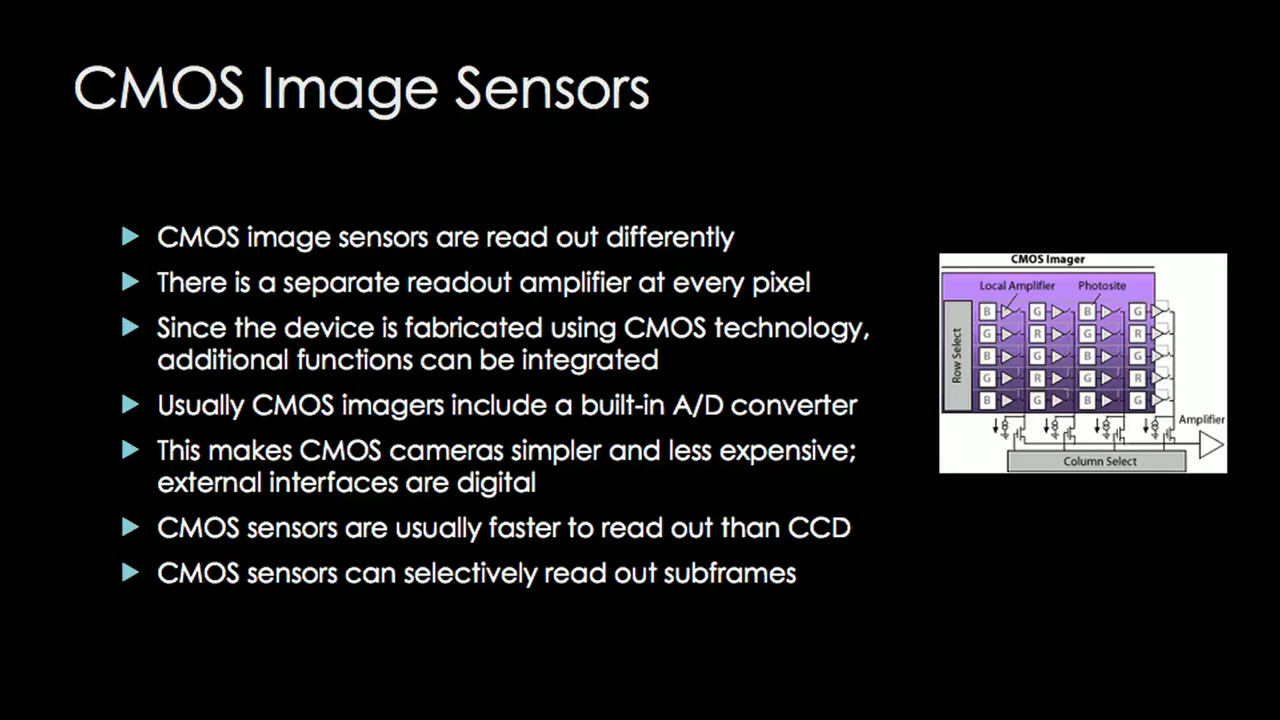 CMOS Image Sensors
CMOS image sensors are read out differently
There is a separate readout amplifier at every pixel
Since the device is fabricated using CMOS technology,
additional functions can be integrated
Usually CMOS imagers include a built-in A/D converter
This makes CMOS cameras simpler and less expensive;
external interfaces are digital
CMOS sensors are usually faster to read out than CCD
CMOS sensors can selectively read out subframes
CMOS Imager
Local Amplifier Photosite
Row Select
B G B G
G R G R
B G B G
G R G R
B G B G
Amplifier
Column Select